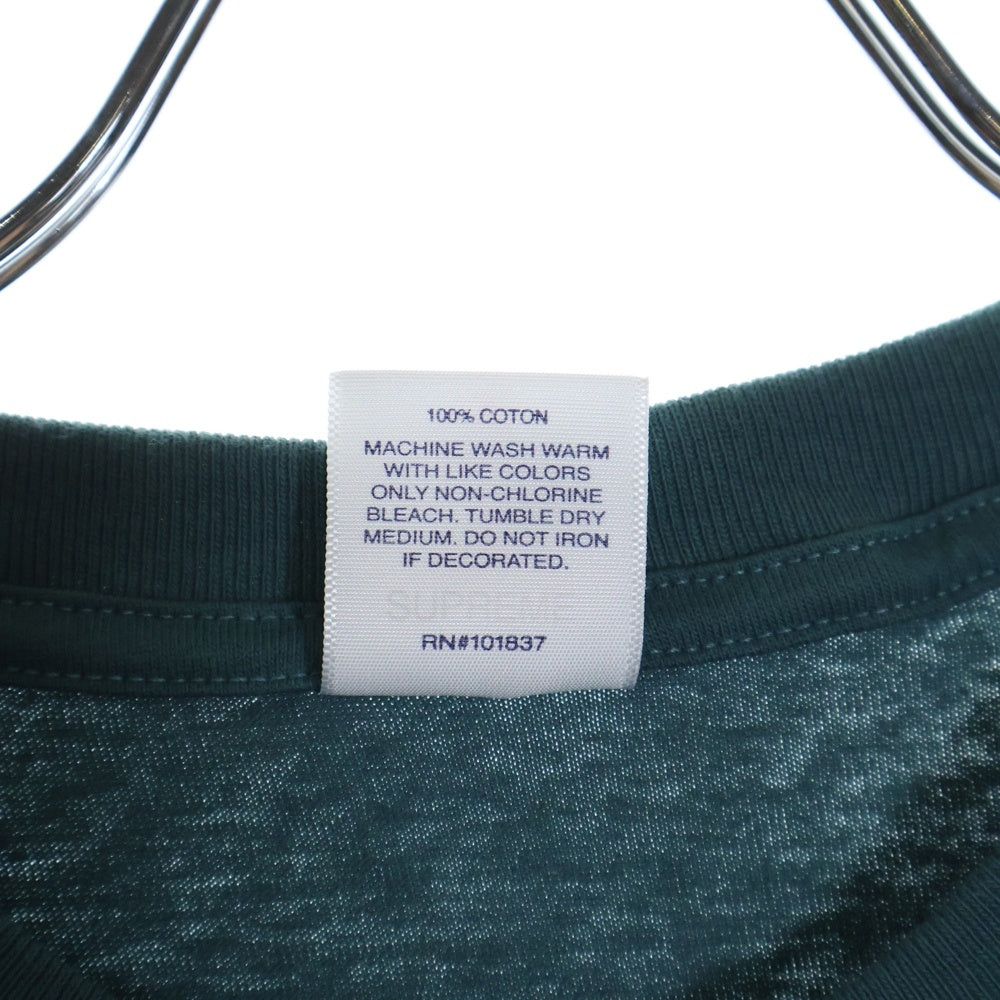 100% COTON
MACHINE WASH WARM
WITH LIKE COLORS
ONLY NON-CHLORINE
BLEACH. TUMBLE DRY
MEDIUM. DO NOT IRON
IF DECORATED.
SUPREME
RN#101837